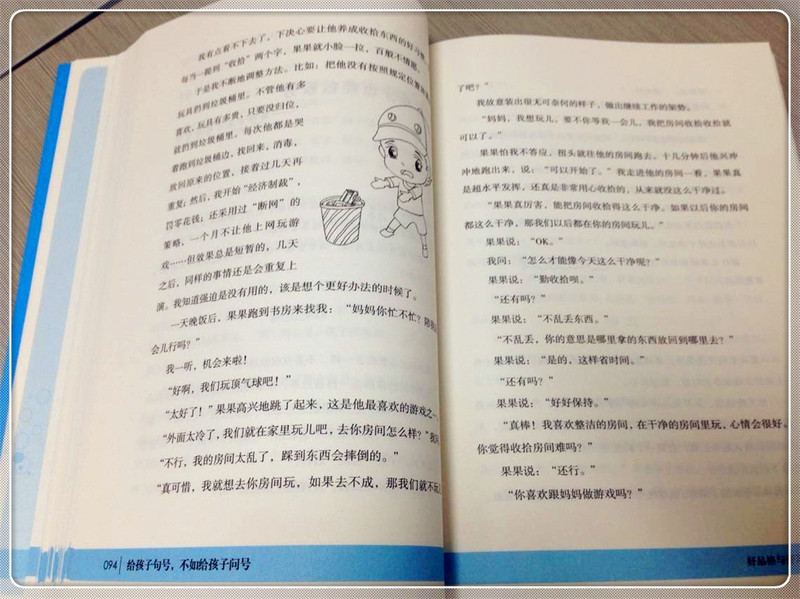 我有点看不下去了，下决心要让他养成收拾东西的好习惯
每当一提到“收拾”两个字，果果就小脸一拉，百般不情愿
于是我不断地调整方法。比如：把他没有按照规定位置
玩具扔到垃圾桶里。不管他有多
喜欢，玩具有多贵，只要没归位，
就扔到垃圾桶里。每次他都是哭
着跑到垃圾桶边，找回来，消毒，
放回原来的位置，接着过几天再
重复；然后，我开始“经济制裁”，
罚零花钱；还采用过“断网”的
策略，一个月不让他上网玩游
戏……但效果总是短暂的，几天
之后，同样的事情还是会重复上
演。我知道强迫是没有用的，该是想个更好办法的时候了。
一天晚饭后，果果跑到书房来找我：“妈妈你忙不忙？陪我
会儿行吗？”
我一听，机会来啦！
“好啊，我们玩顶气球吧！”
“太好了！”果果高兴地跳了起来，这是他最喜欢的游戏之一
“外面太冷了，我们就在家里玩儿吧，去你房间怎么样？”我
“不行，我的房间太乱了，踩到东西会摔倒的。”
“真可惜，我就想去你房间玩，如果去不成，那我们就不玩
094 给孩子句号，不如给孩子问号
了吧？”
我故意装出很无可奈何的样子，做出继续工作的架势。
“妈妈，我想玩儿，要不你等我一会儿，我把房间收检收拾就
可以了。”
果果怕我不答应，扭头就往他的房间跑去。十几分钟后他兴冲
冲地跑出来，说：“可以开始了。”我走进他的房间一看，果果真
是超水平发挥，还真是非常用心收拾的，从来就没这么干净过。
“果果真厉害，能把房间收拾得这么干净。如果以后你的房间
都这么干净，那我们以后都在你的房间玩儿。”
果果说：“OK。”
我问：“怎么才能像今天这么干净呢？”
果果说：“勤收拾呗。”
“还有吗？”
果果说：“不乱丢东西。”
“不乱丢，你的意思是哪里拿的东西放回到哪里去？”
果果说：“是的，这样省时间。”
“还有吗？”
果果说：“好好保持。”
“真棒！我喜欢整洁的房间，在干净的房间里玩，心情会很好。
你觉得收拾房间难吗？”
果果说：“还行。”
“你喜欢跟妈妈做游戏吗？”